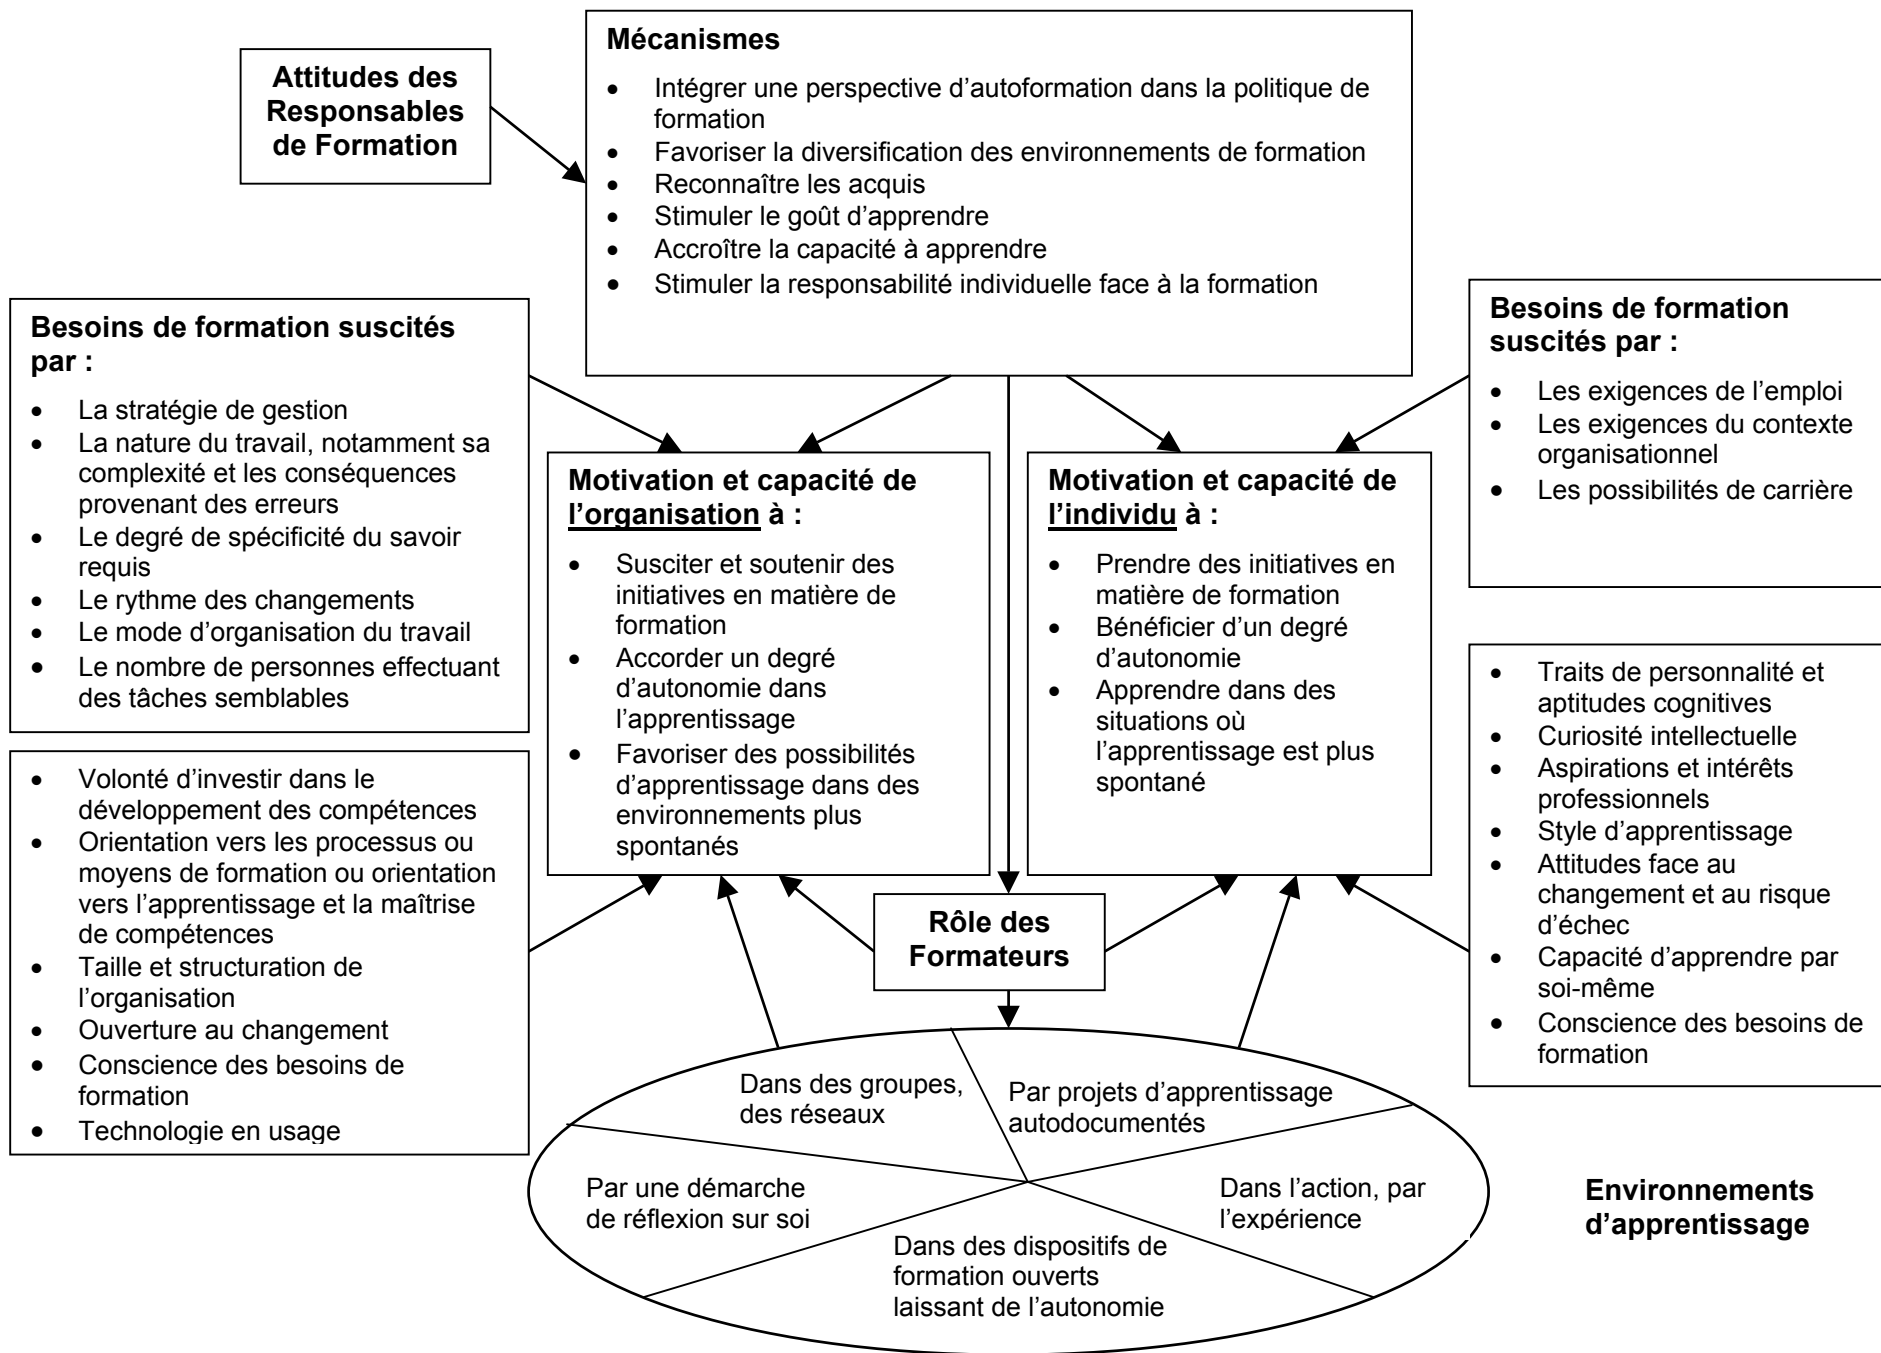 Attitudes des
Responsables
de Formation
Mécanismes
• Intégrer une perspective d’autoformation dans la politique de
formation
• Favoriser la diversification des environnements de formation
• Reconnaître les acquis
• Stimuler le goût d’apprendre
• Accroître la capacité à apprendre
• Stimuler la responsabilité individuelle face à la formation
Besoins de formation suscités
par :
• La stratégie de gestion
• La nature du travail, notamment sa
complexité et les conséquences
provenant des erreurs
• Le degré de spécificité du savoir
requis
• Le rythme des changements
• Le mode d’organisation du travail
• Le nombre de personnes effectuant
des tâches semblables
Motivation et capacité de
l’organisation à :
• Susciter et soutenir des
initiatives en matière de
formation
• Accorder un degré
d’autonomie dans
l’apprentissage
• Favoriser des possibilités
d’apprentissage dans des
environnements plus
spontanés
Motivation et capacité de
l’individu à :
• Prendre des initiatives en
matière de formation
• Bénéficier d’un degré
d’autonomie
• Apprendre dans des
situations où
l’apprentissage est plus
spontané
Besoins de formation
suscités par :
• Les exigences de l’emploi
• Les exigences du contexte
organisationnel
• Les possibilités de carrière
• Volonté d’investir dans le
développement des compétences
• Orientation vers les processus ou
moyens de formation ou orientation
vers l’apprentissage et la maîtrise
de compétences
• Taille et structuration de
l’organisation
• Ouverture au changement
• Conscience des besoins de
formation
• Technologie en usage
• Traits de personnalité et
aptitudes cognitives
• Curiosité intellectuelle
• Aspirations et intérêts
professionnels
• Style d’apprentissage
• Attitudes face au
changement et au risque
d’échec
• Capacité d’apprendre par
soi-même
• Conscience des besoins de
formation
Rôle des
Formateurs
Dans des groupes,
des réseaux
Par projets d’apprentissage
autodocumentés
Par une démarche
de réflexion sur soi
Dans l’action, par
l’expérience
Dans des dispositifs de
formation ouverts
laissant de l’autonomie
Environnements
d’apprentissage